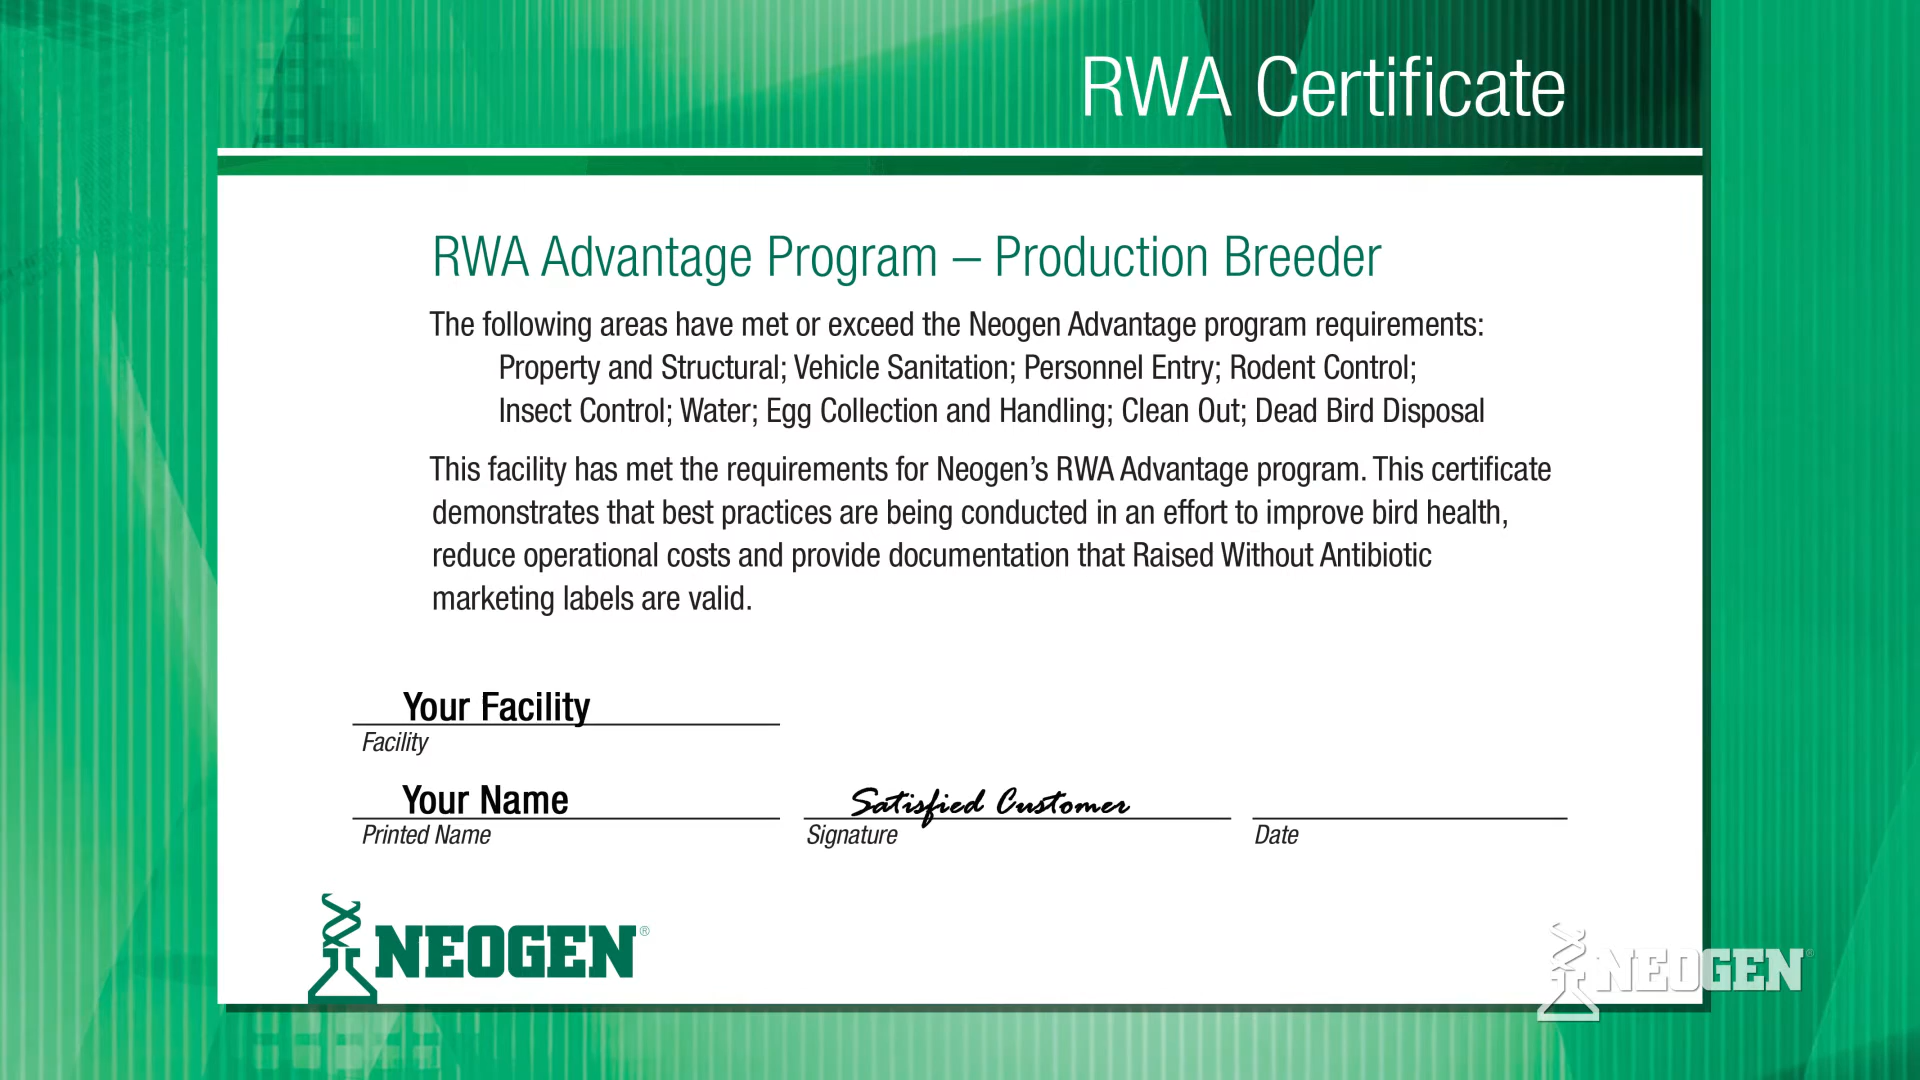 RWA Certificate
RWA Advantage Program – Production Breeder
The following areas have met or exceed the Neogen Advantage program requirements:
Property and Structural; Vehicle Sanitation; Personnel Entry; Rodent Control;
Insect Control; Water; Egg Collection and Handling; Clean Out; Dead Bird Disposal
This facility has met the requirements for Neogen’s RWA Advantage program. This certificate
demonstrates that best practices are being conducted in an effort to improve bird health,
reduce operational costs and provide documentation that Raised Without Antibiotic
marketing labels are valid.
Your Facility
Facility
Your Name
Satisfied Customer
Printed Name
Signature
Date
NEOGEN®
NEOGEN®